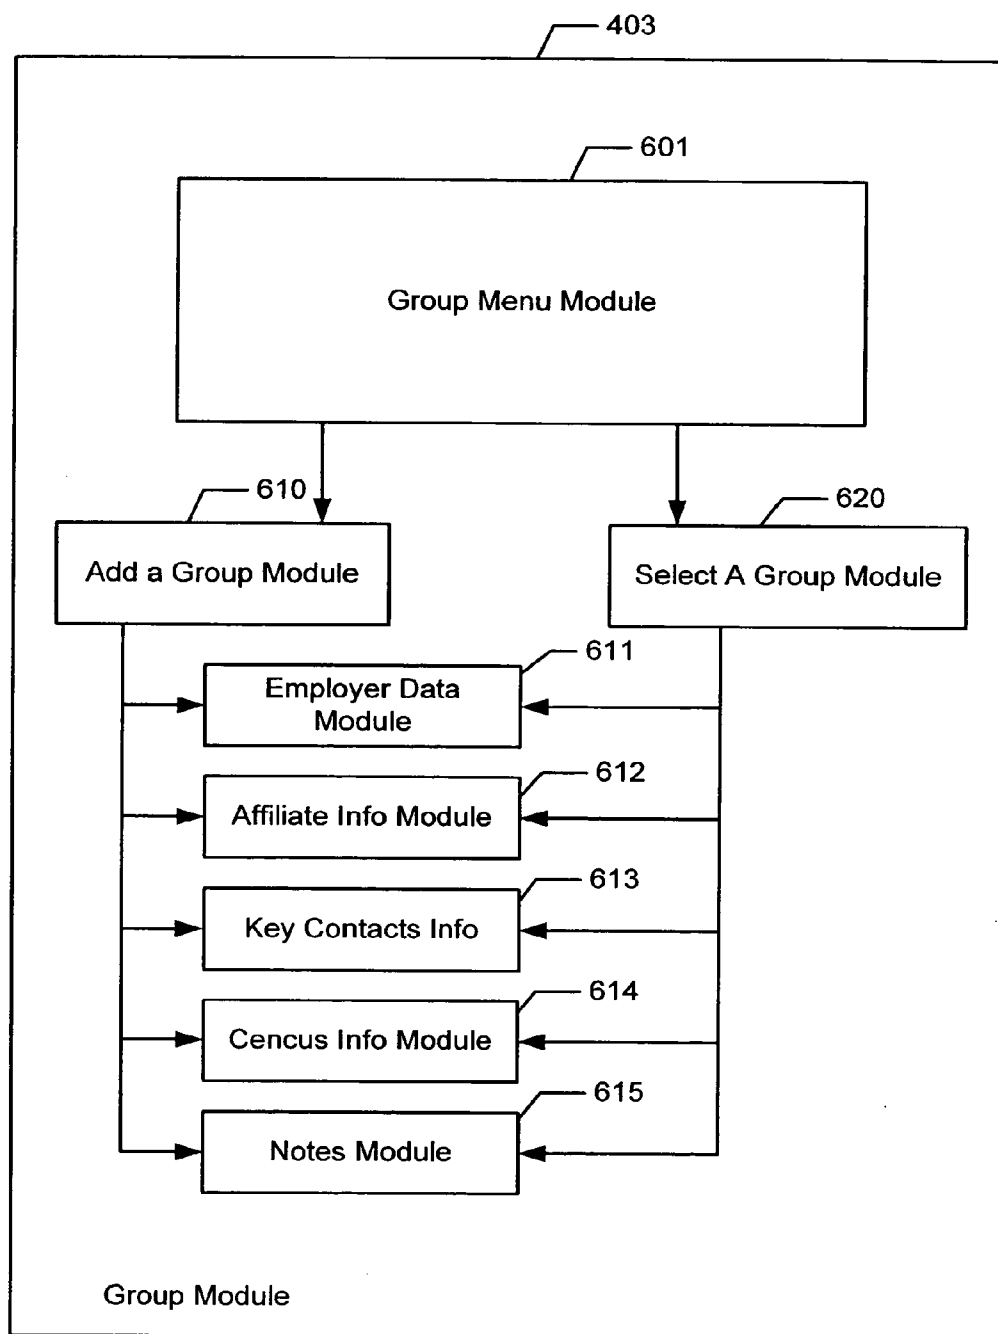 403
601
Group Menu Module
610
620
Add a Group Module
Select A Group Module
611
Employer Data
Module
612
Affiliate Info Module
613
Key Contacts Info
614
Cencus Info Module
615
Notes Module
Group Module